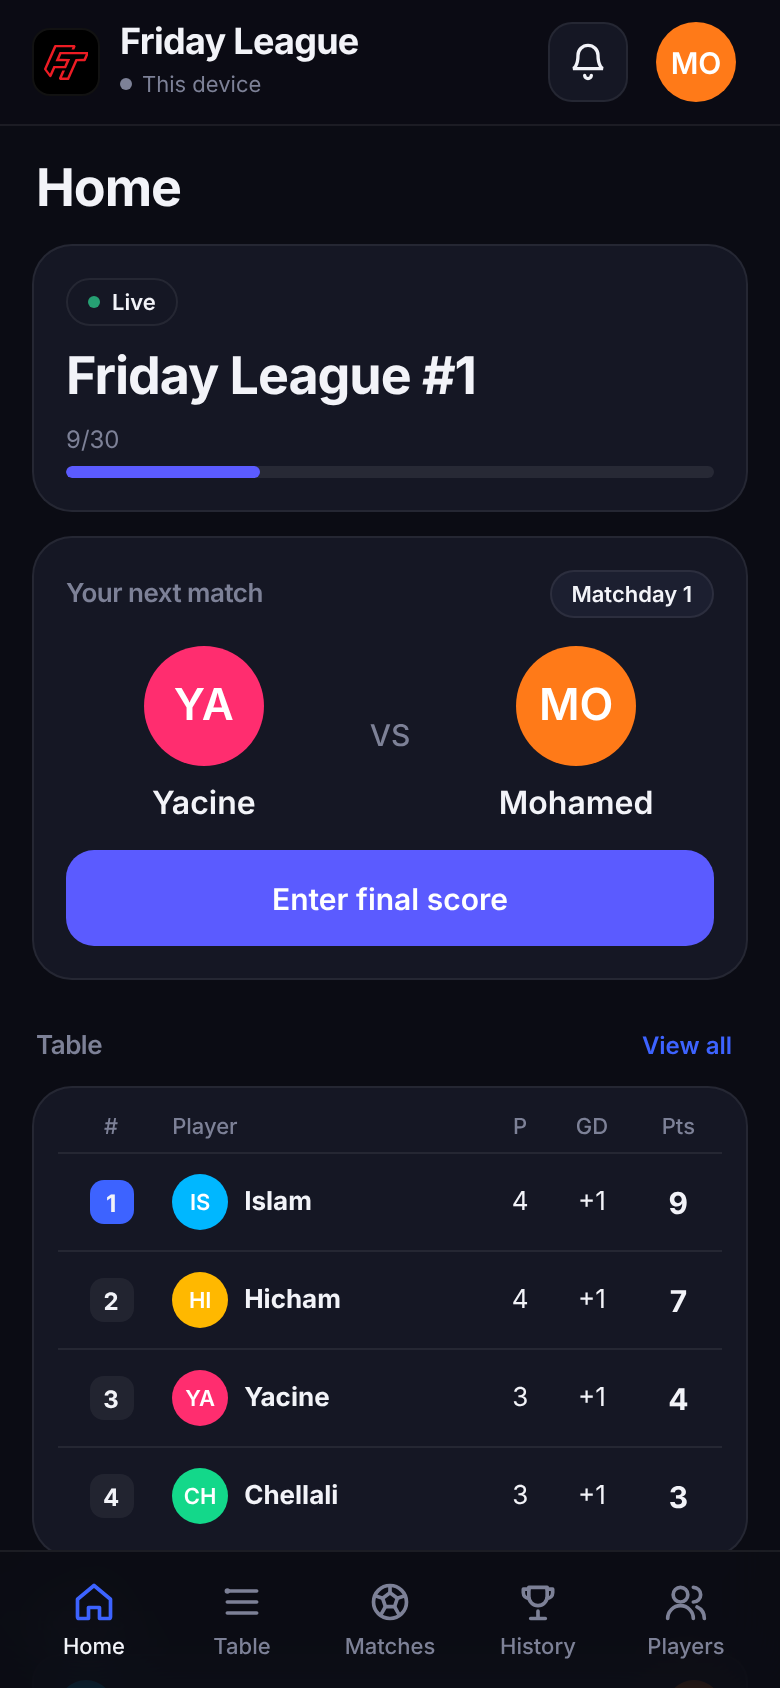 FT
Friday League
This device
MO
Home
Live
Friday League #1
9/30
Your next match
Matchday 1
YA
VS
MO
Yacine
Mohamed
Enter final score
Table
View all
# Player P GD Pts
1 IS Islam 4 +1 9
2 HI Hicham 4 +1 7
3 YA Yacine 3 +1 4
4 CH Chellali 3 +1 3
Home Table Matches History Players